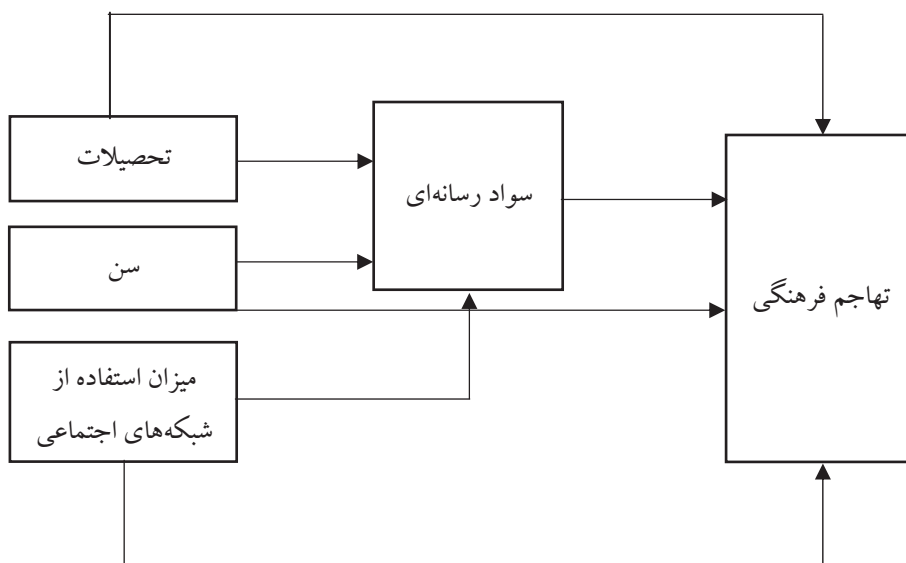 تحصیلات
سواد رسانه‌ای
سن
تهاجم فرهنگی
میزان استفاده از
شبکه‌های اجتماعی